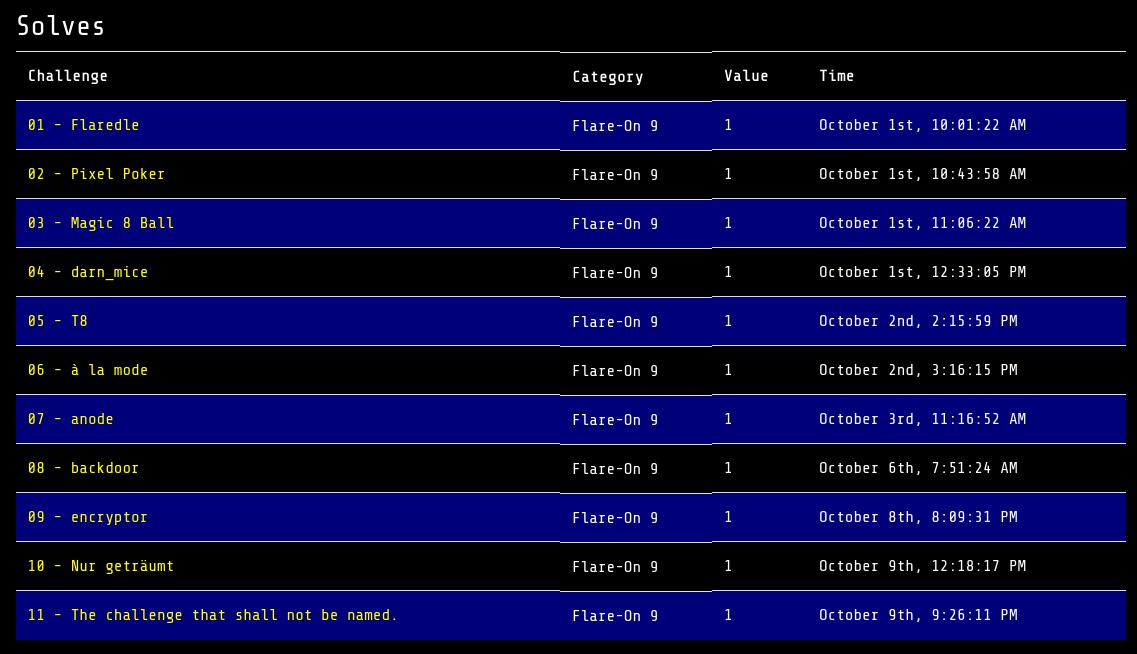 Solves
Challenge Category Value Time
01 - Flaredle Flare-On 9 1 October 1st, 10:01:22 AM
02 - Pixel Poker Flare-On 9 1 October 1st, 10:43:58 AM
03 - Magic 8 Ball Flare-On 9 1 October 1st, 11:06:22 AM
04 - darn_mice Flare-On 9 1 October 1st, 12:33:05 PM
05 - T8 Flare-On 9 1 October 2nd, 2:15:59 PM
06 - à la mode Flare-On 9 1 October 2nd, 3:16:15 PM
07 - anode Flare-On 9 1 October 3rd, 11:16:52 AM
08 - backdoor Flare-On 9 1 October 6th, 7:51:24 AM
09 - encryptor Flare-On 9 1 October 8th, 8:09:31 PM
10 - Nur geträumt Flare-On 9 1 October 9th, 12:18:17 PM
11 - The challenge that shall not be named. Flare-On 9 1 October 9th, 9:26:11 PM